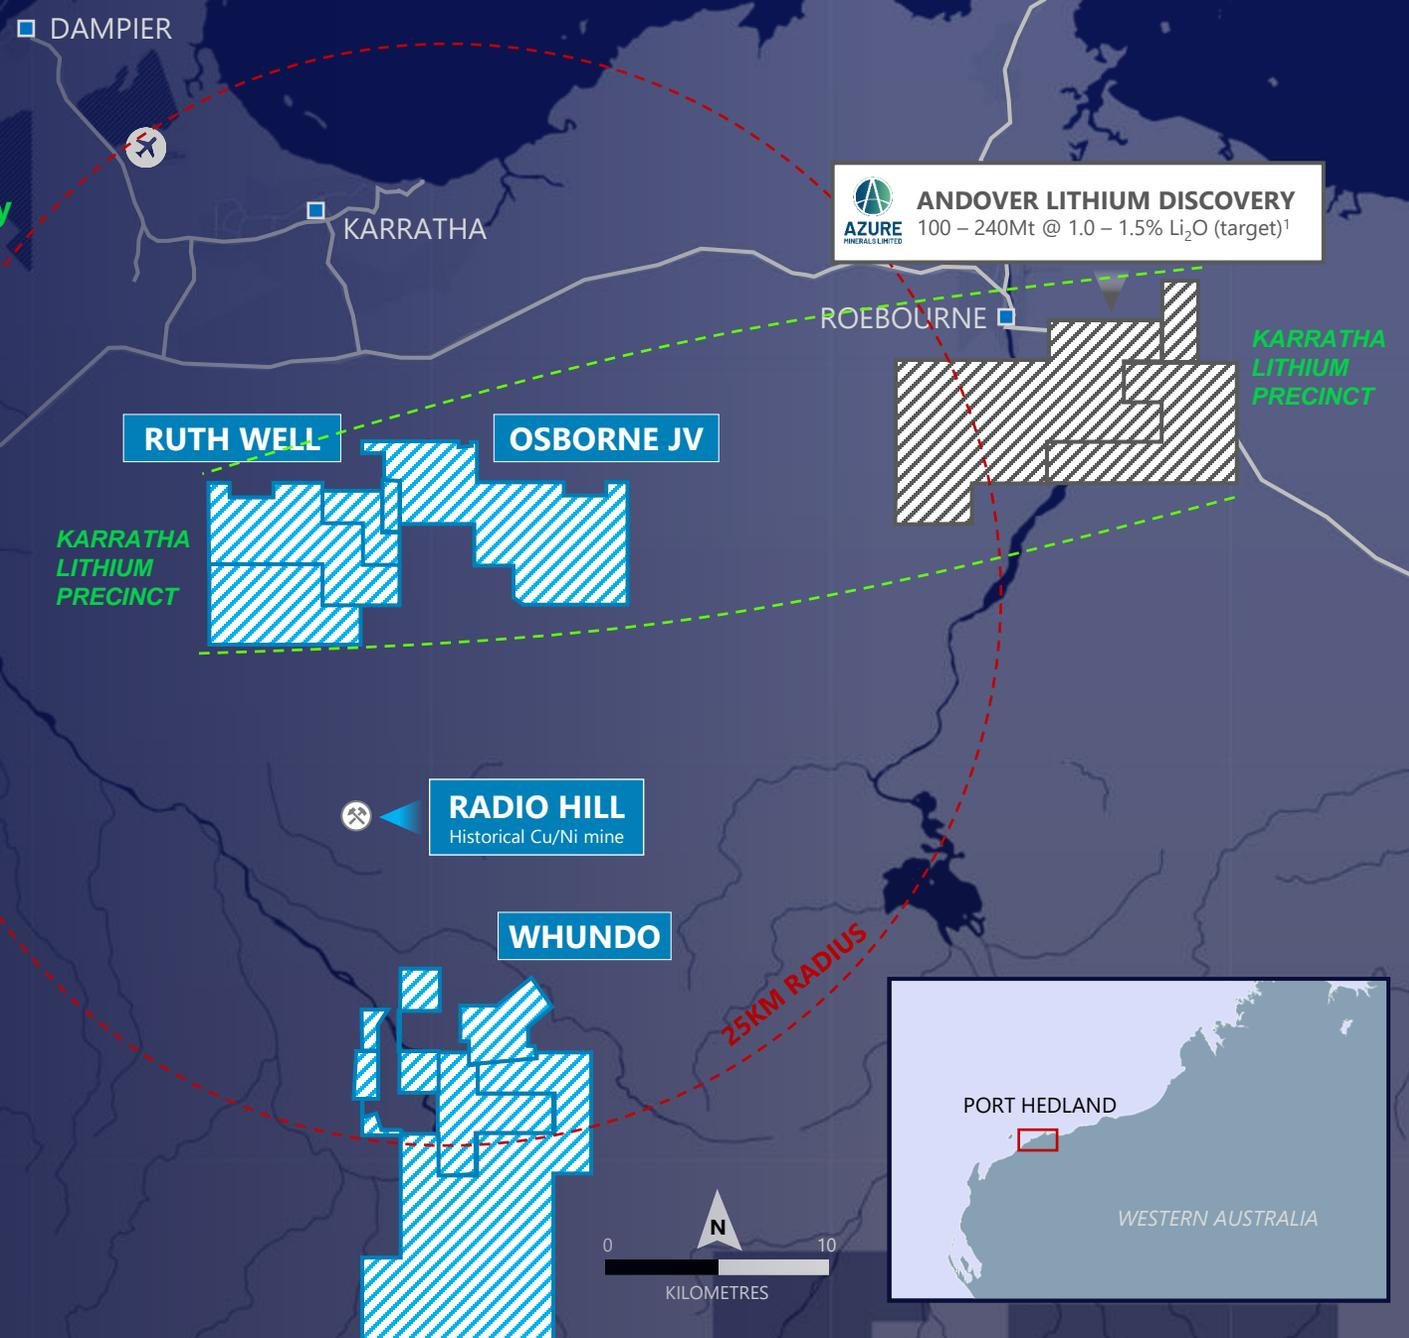 DAMPIER
y
KARRATHA
AZURE
MINERALS LIMITED
ANDOVER LITHIUM DISCOVERY
100 – 240Mt @ 1.0 – 1.5% Li₂O (target)¹
ROEBOURNE
KARRATHA
LITHIUM
PRECINCT
RUTH WELL
OSBORNE JV
KARRATHA
LITHIUM
PRECINCT
RADIO HILL
Historical Cu/Ni mine
WHUNDO
25KM RADIUS
PORT HEDLAND
WESTERN AUSTRALIA
N
0 10
KILOMETRES